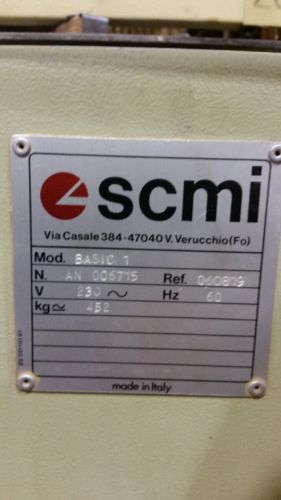 scmi
Via Casale 384-47040 V. Verucchio(Fo)
Mod. BASIC 1
N. AN 006715 Ref. 060879
V 230 ~ Hz 60
kg ≃ 452
made in Italy